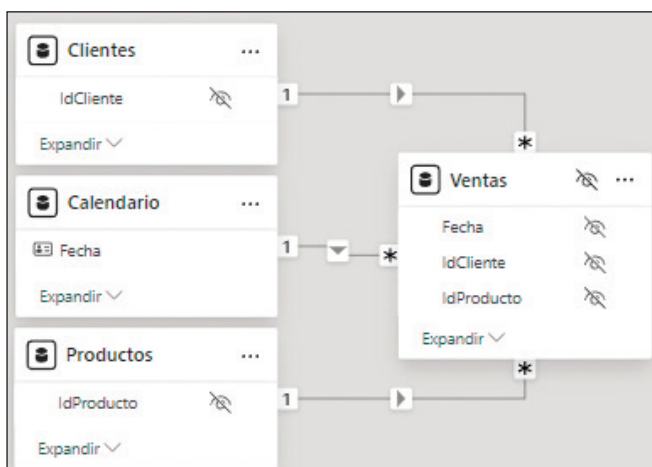 Clientes
IdCliente
Expandir
Calendario
Fecha
Expandir
Productos
IdProducto
Expandir
1
*
1
*
1
*
Ventas
Fecha
IdCliente
IdProducto
Expandir